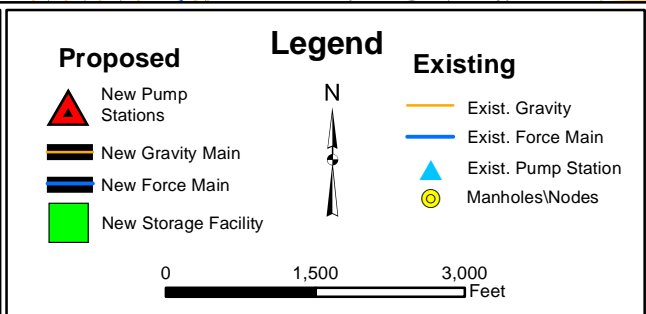 Legend
Proposed
New Pump
Stations
New Gravity Main
New Force Main
New Storage Facility
N
Existing
Exist. Gravity
Exist. Force Main
Exist. Pump Station
Manholes\Nodes
0 1,500 3,000
Feet